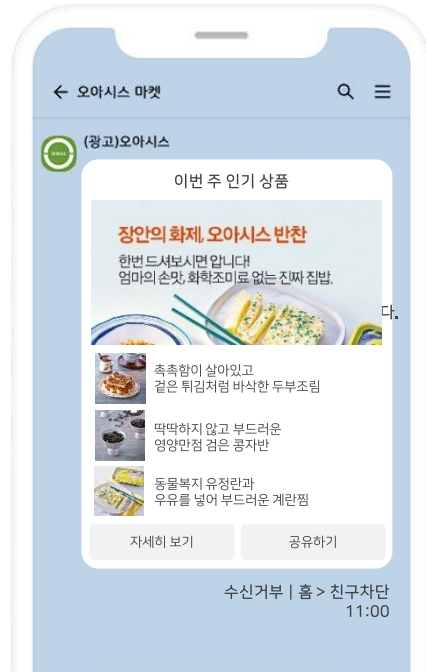 오아시스 마켓
(광고)오아시스
이번 주 인기 상품
장안의 화제, 오아시스 반찬
한번 드셔보시면 압니다!
엄마의 손맛, 화학조미료 없는 진짜 집밥.
다.
촉촉함이 살아있고
겉은 튀김처럼 바삭한 두부조림
딱딱하지 않고 부드러운
영양만점 검은 콩자반
동물복지 유정란과
우유를 넣어 부드러운 계란찜
자세히 보기
공유하기
수신거부 | 홈 > 친구차단
11:00